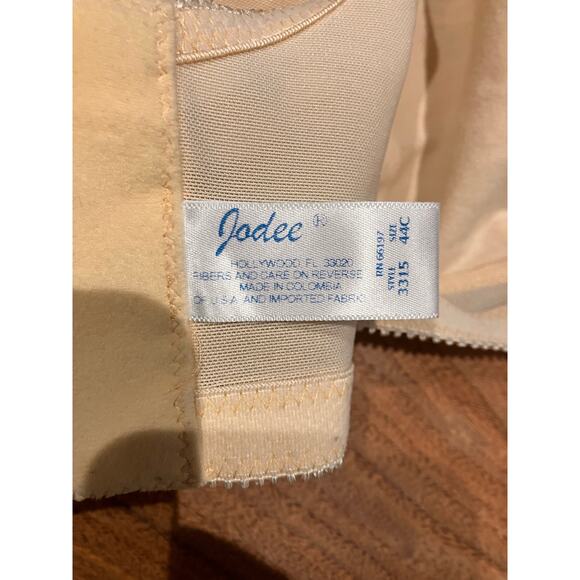 Jodee ®
HOLLYWOOD FL 33020
FIBERS AND CARE ON REVERSE
MADE IN COLOMBIA
OF U.S.A. AND IMPORTED FABRIC
RN 66197
STYLE SIZE
3315 44C